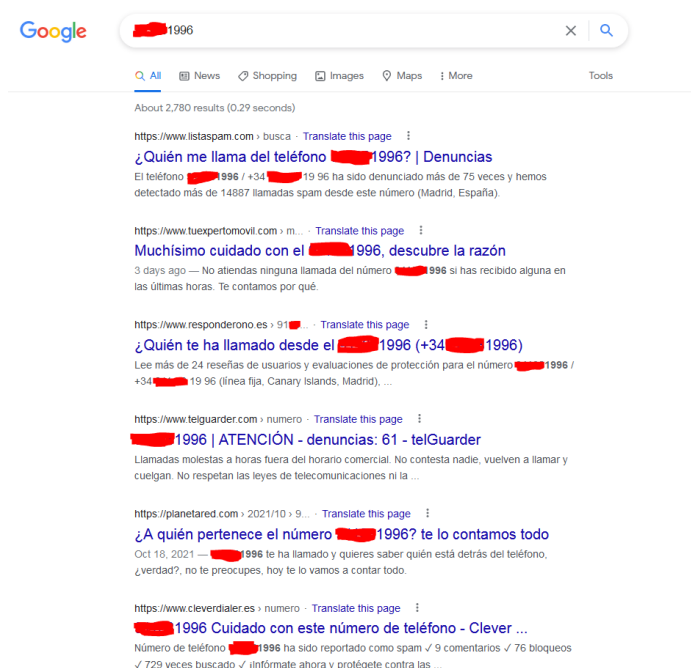 Google
1996
All News Shopping Images Maps More Tools
About 2,780 results (0.29 seconds)
https://www.listaspam.com › busca · Translate this page
¿Quién me llama del teléfono 1996? | Denuncias
El teléfono 1996 / +34 19 96 ha sido denunciado más de 75 veces y hemos
detectado más de 14887 llamadas spam desde este número (Madrid, España).
https://www.tuexpertomovil.com › m... · Translate this page
Muchísimo cuidado con el 1996, descubre la razón
3 days ago — No atiendas ninguna llamada del número 1996 si has recibido alguna en
las últimas horas. Te contamos por qué.
https://www.responderono.es › 91 ... · Translate this page
¿Quién te ha llamado desde el 1996 (+34 1996)
Lee más de 24 reseñas de usuarios y evaluaciones de protección para el número 1996 /
+34 19 96 (línea fija, Canary Islands, Madrid), ...
https://www.telguarder.com › numero · Translate this page
1996 | ATENCIÓN - denuncias: 61 - telGuarder
Llamadas molestas a horas fuera del horario comercial. No contesta nadie, vuelven a llamar y
cuelgan. No respetan las leyes de telecomunicaciones ni la ...
https://planetared.com › 2021/10 › 9... · Translate this page
¿A quién pertenece el número 1996? te lo contamos todo
Oct 18, 2021 — 1996 te ha llamado y quieres saber quién está detrás del teléfono,
¿verdad?, no te preocupes, hoy te lo vamos a contar todo.
https://www.cleverdialer.es › numero · Translate this page
1996 Cuidado con este número de teléfono - Clever ...
Número de teléfono 1996 ha sido reportado como spam ✓ 9 comentarios ✓ 76 bloqueos
✓ 729 veces buscado ✓ ¡Infórmate ahora y protégete contra las ...